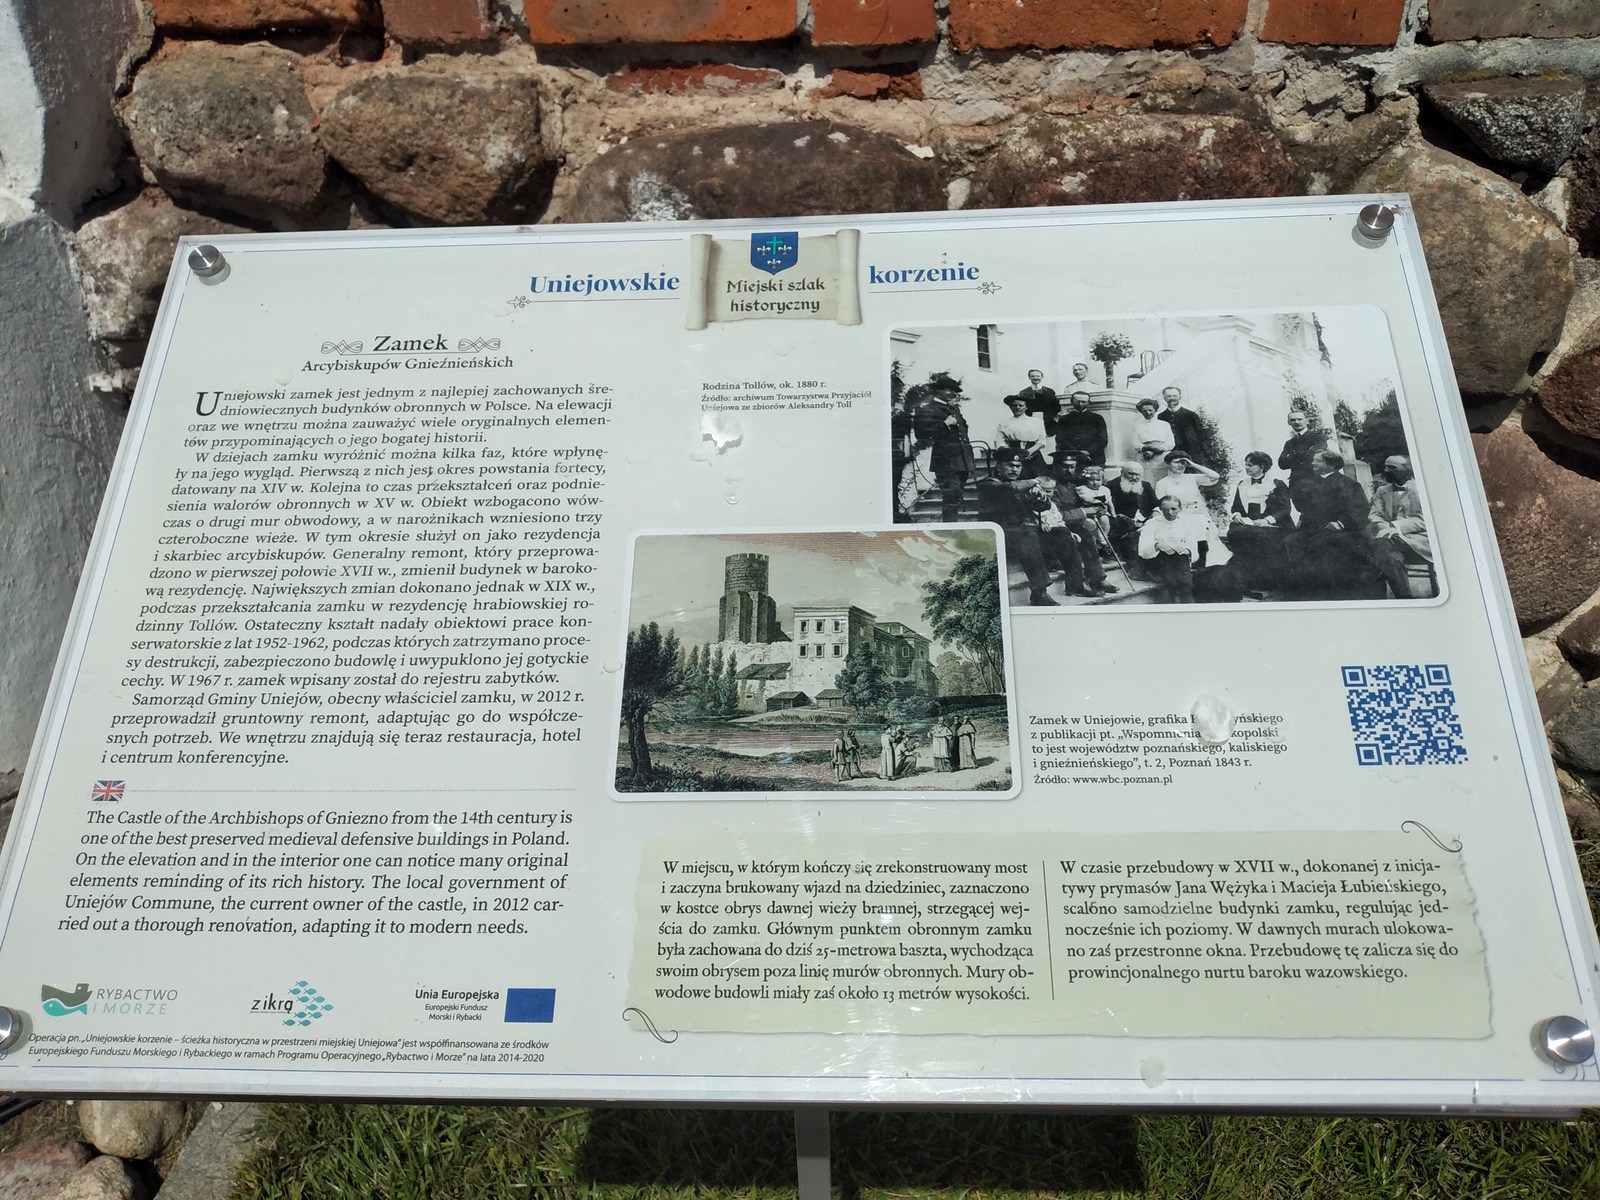 Uniejowskie korzenie
Miejski szlak
historyczny
Zamek
Arcybiskupów Gnieźnieńskich
Uniejowski zamek jest jednym z najlepiej zachowanych śre-
dniowiecznych budynków obronnych w Polsce. Na elewacji
oraz we wnętrzu można zauważyć wiele oryginalnych elemen-
tów przypominających o jego bogatej historii.
W dziejach zamku wyróżnić można kilka faz, które wpłynę-
ły na jego wygląd. Pierwszą z nich jest okres powstania fortecy,
datowany na XIV w. Kolejna to czas przekształceń oraz podnie-
sienia walorów obronnych w XV w. Obiekt wzbogacono wów-
czas o drugi mur obwodowy, a w narożnikach wzniesiono trzy
czteroboczne wieże. W tym okresie służył on jako rezydencja
i skarbiec arcybiskupów. Generalny remont, który przeprowa-
dzono w pierwszej połowie XVII w., zmienił budynek w baroko-
wą rezydencję. Największych zmian dokonano jednak w XIX w.,
podczas przekształcania zamku w rezydencję hrabiowskiej ro-
dzinny Tollów. Ostateczny kształt nadały obiektowi prace kon-
serwatorskie z lat 1952-1962, podczas których zatrzymano proce-
sy destrukcji, zabezpieczono budowlę i uwypuklono jej gotyckie
cechy. W 1967 r. zamek wpisany został do rejestru zabytków.
Samorząd Gminy Uniejów, obecny właściciel zamku, w 2012 r.
przeprowadził gruntowny remont, adaptując go do współcze-
snych potrzeb. We wnętrzu znajdują się teraz restauracja, hotel
i centrum konferencyjne.
The Castle of the Archbishops of Gniezno from the 14th century is
one of the best preserved medieval defensive buildings in Poland.
On the elevation and in the interior one can notice many original
elements reminding of its rich history. The local government of
Uniejów Commune, the current owner of the castle, in 2012 car-
ried out a thorough renovation, adapting it to modern needs.
RYBACTWO
I MORZE
zikrą
Unia Europejska
Europejski Fundusz
Morski i Rybacki
Operacja pn. „Uniejowskie korzenie – ścieżka historyczna w przestrzeni miejskiej Uniejowa" jest współfinansowana ze środków
Europejskiego Funduszu Morskiego i Rybackiego w ramach Programu Operacyjnego „Rybactwo i Morze" na lata 2014-2020
Rodzina Tollów, ok. 1880 r.
Źródło: archiwum Towarzystwa Przyjaciół
Uniejowa ze zbiorów Aleksandry Toll
Zamek w Uniejowie, grafika
z publikacji pt. „Wspomnienia
to jest województw poznańskiego, kaliskiego
i gnieźnieńskiego", t. 2, Poznań 1843 r.
Źródło: www.wbc.poznan.pl
W miejscu, w którym kończy się zrekonstruowany most
i zaczyna brukowany wjazd na dziedziniec, zaznaczono
w kostce obrys dawnej wieży bramnej, strzegącej wej-
ścia do zamku. Głównym punktem obronnym zamku
była zachowana do dziś 25-metrowa baszta, wychodząca
swoim obrysem poza linię murów obronnych. Mury ob-
wodowe budowli miały zaś około 13 metrów wysokości.
W czasie przebudowy w XVII w., dokonanej z inicja-
tywy prymasów Jana Wężyka i Macieja Łubieńskiego,
scalono samodzielne budynki zamku, regulując jed-
nocześnie ich poziomy. W dawnych murach ulokowa-
no zaś przestronne okna. Przebudowę tę zalicza się do
prowincjonalnego nurtu baroku wazowskiego.